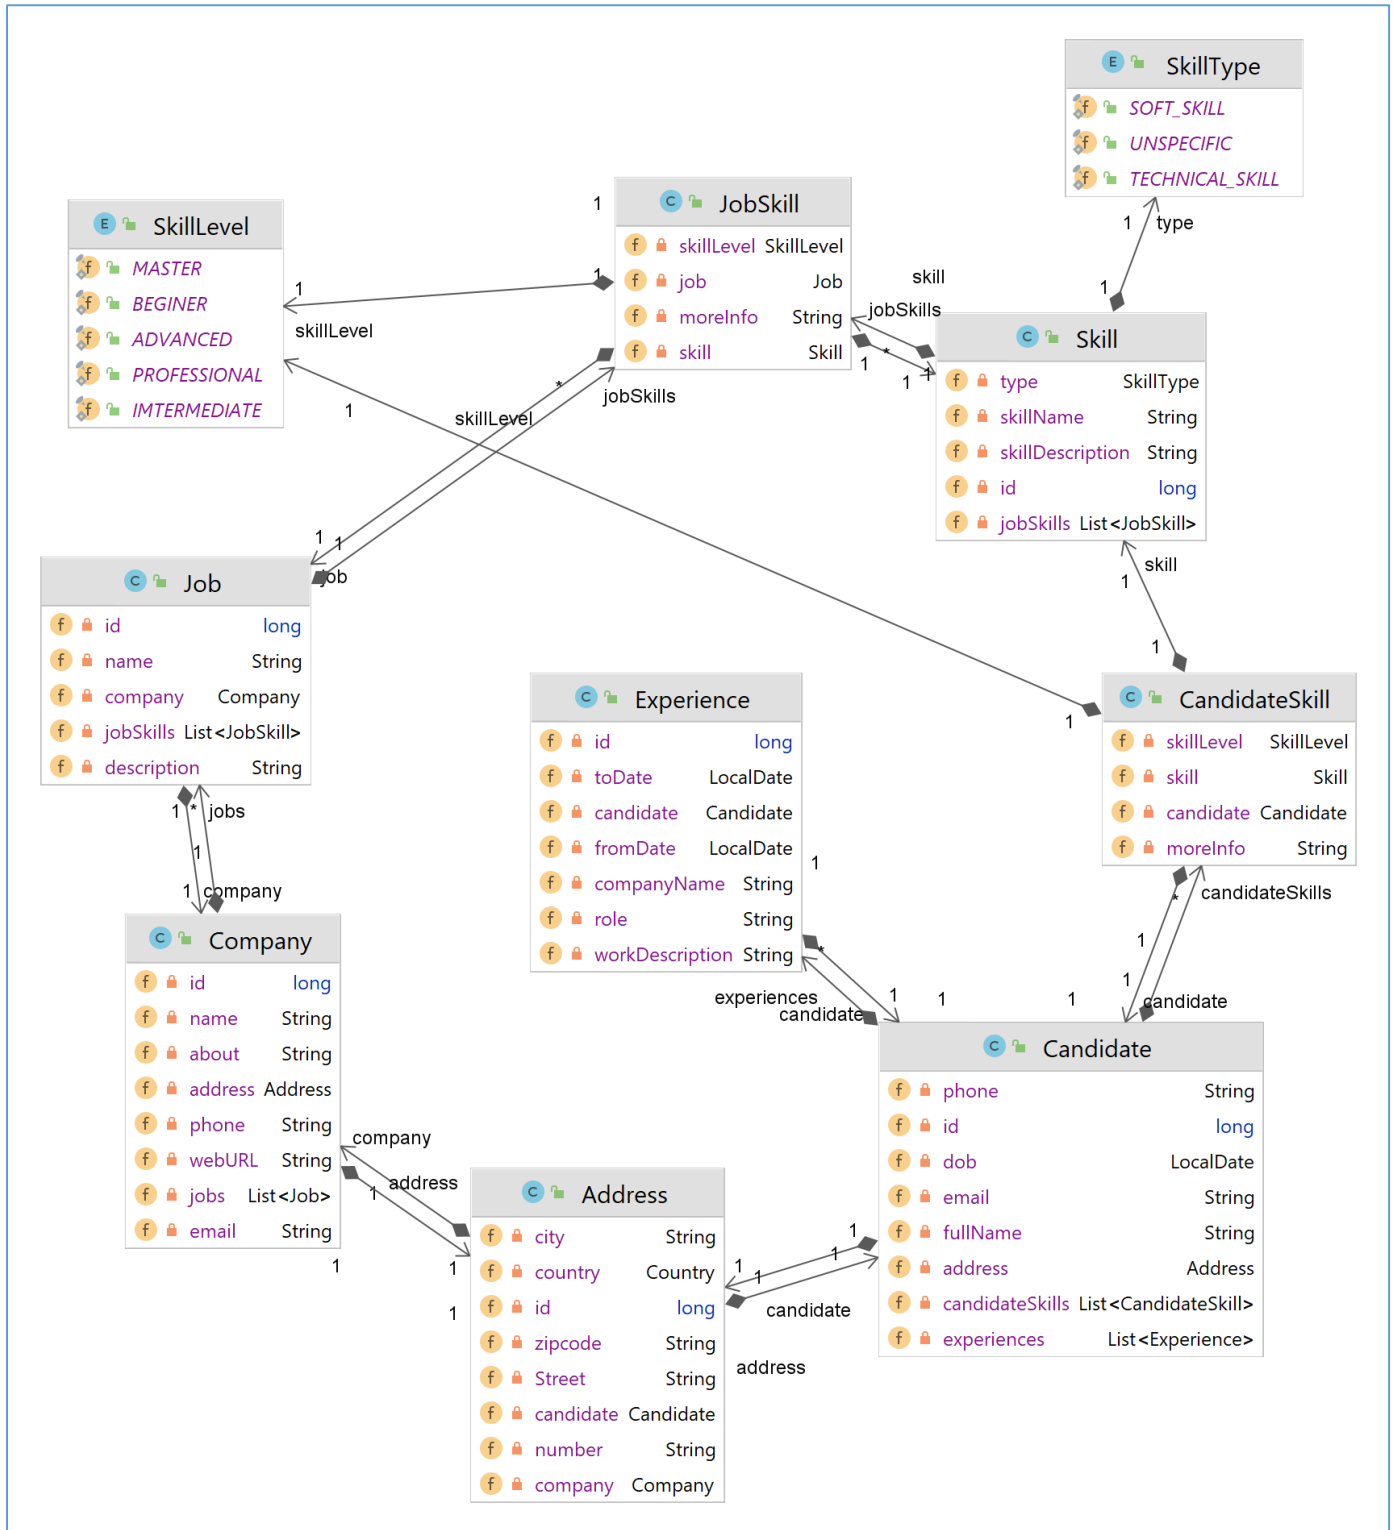 SkillType
SOFT_SKILL
UNSPECIFIC
TECHNICAL_SKILL
1 type
1
SkillLevel
MASTER
BEGINER
ADVANCED
PROFESSIONAL
IMTERMEDIATE
1
JobSkill
skillLevel SkillLevel
job Job
moreInfo String
skill Skill
1
1
skillLevel
1
skill
jobSkills
1
*
1
1
Skill
type SkillType
skillName String
skillDescription String
id long
jobSkills List<JobSkill>
*
skillLevel
jobSkills
1
1
job
1
skill
1
1
Job
id long
name String
company Company
jobSkills List<JobSkill>
description String
1
*
jobs
1
1
company
Experience
id long
toDate LocalDate
candidate Candidate
fromDate LocalDate
companyName String
role String
workDescription String
1
*
experiences
candidate
1
1
1
CandidateSkill
skillLevel SkillLevel
skill Skill
candidate Candidate
moreInfo String
1
*
candidateSkills
1
1
candidate
Company
id long
name String
about String
address Address
phone String
webURL String
jobs List<Job>
email String
company
address
1
1
1
1
Address
city String
country Country
id long
zipcode String
Street String
candidate Candidate
number String
company Company
1
1
1
1
candidate
address
Candidate
phone String
id long
dob LocalDate
email String
fullName String
address Address
candidateSkills List<CandidateSkill>
experiences List<Experience>